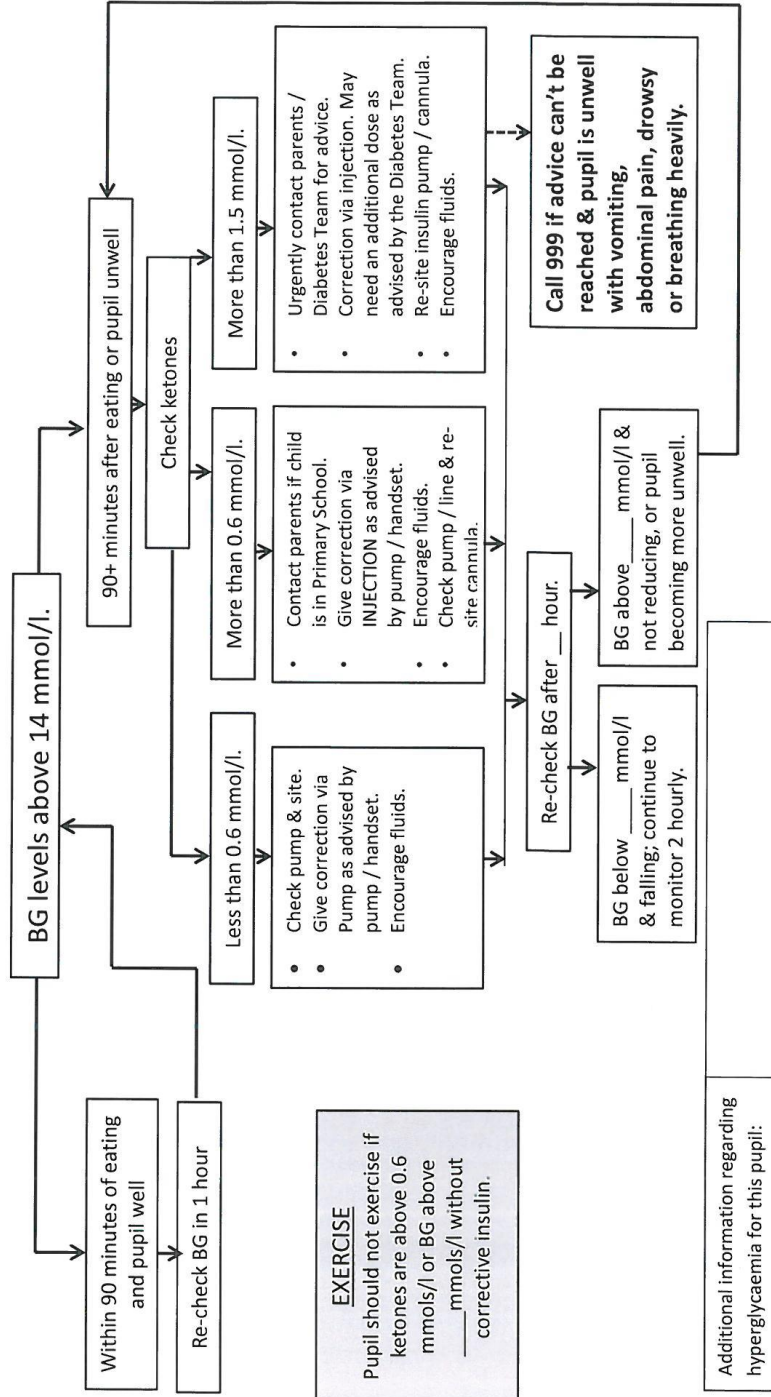 BG levels above 14 mmol/l.
Within 90 minutes of eating
and pupil well
Re-check BG in 1 hour
90+ minutes after eating or pupil unwell
Check ketones
Less than 0.6 mmol/l.
More than 0.6 mmol/l.
More than 1.5 mmol/l.
• Check pump & site.
• Give correction via
Pump as advised by
pump / handset.
• Encourage fluids.
• Contact parents if child
is in Primary School.
• Give correction via
INJECTION as advised
by pump / handset.
• Encourage fluids.
• Check pump / line & re-
site cannula.
• Urgently contact parents /
Diabetes Team for advice.
• Correction via injection. May
need an additional dose as
advised by the Diabetes Team.
• Re-site insulin pump / cannula.
• Encourage fluids.
EXERCISE
Pupil should not exercise if
ketones are above 0.6
mmols/l or BG above
___ mmols/l without
corrective insulin.
Re-check BG after __ hour.
BG below ____ mmol/l
& falling; continue to
monitor 2 hourly.
BG above____ mmol/l &
not reducing, or pupil
becoming more unwell.
Call 999 if advice can’t be
reached & pupil is unwell
with vomiting,
abdominal pain, drowsy
or breathing heavily.
Additional information regarding
hyperglycaemia for this pupil: